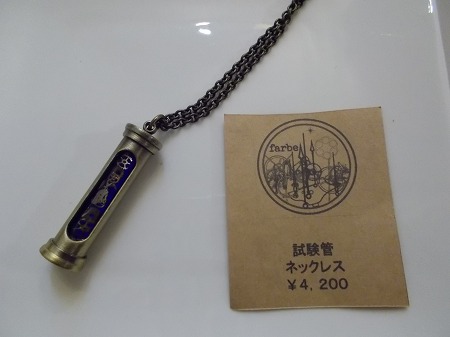 farbe
試験管
ネックレス
¥4,200